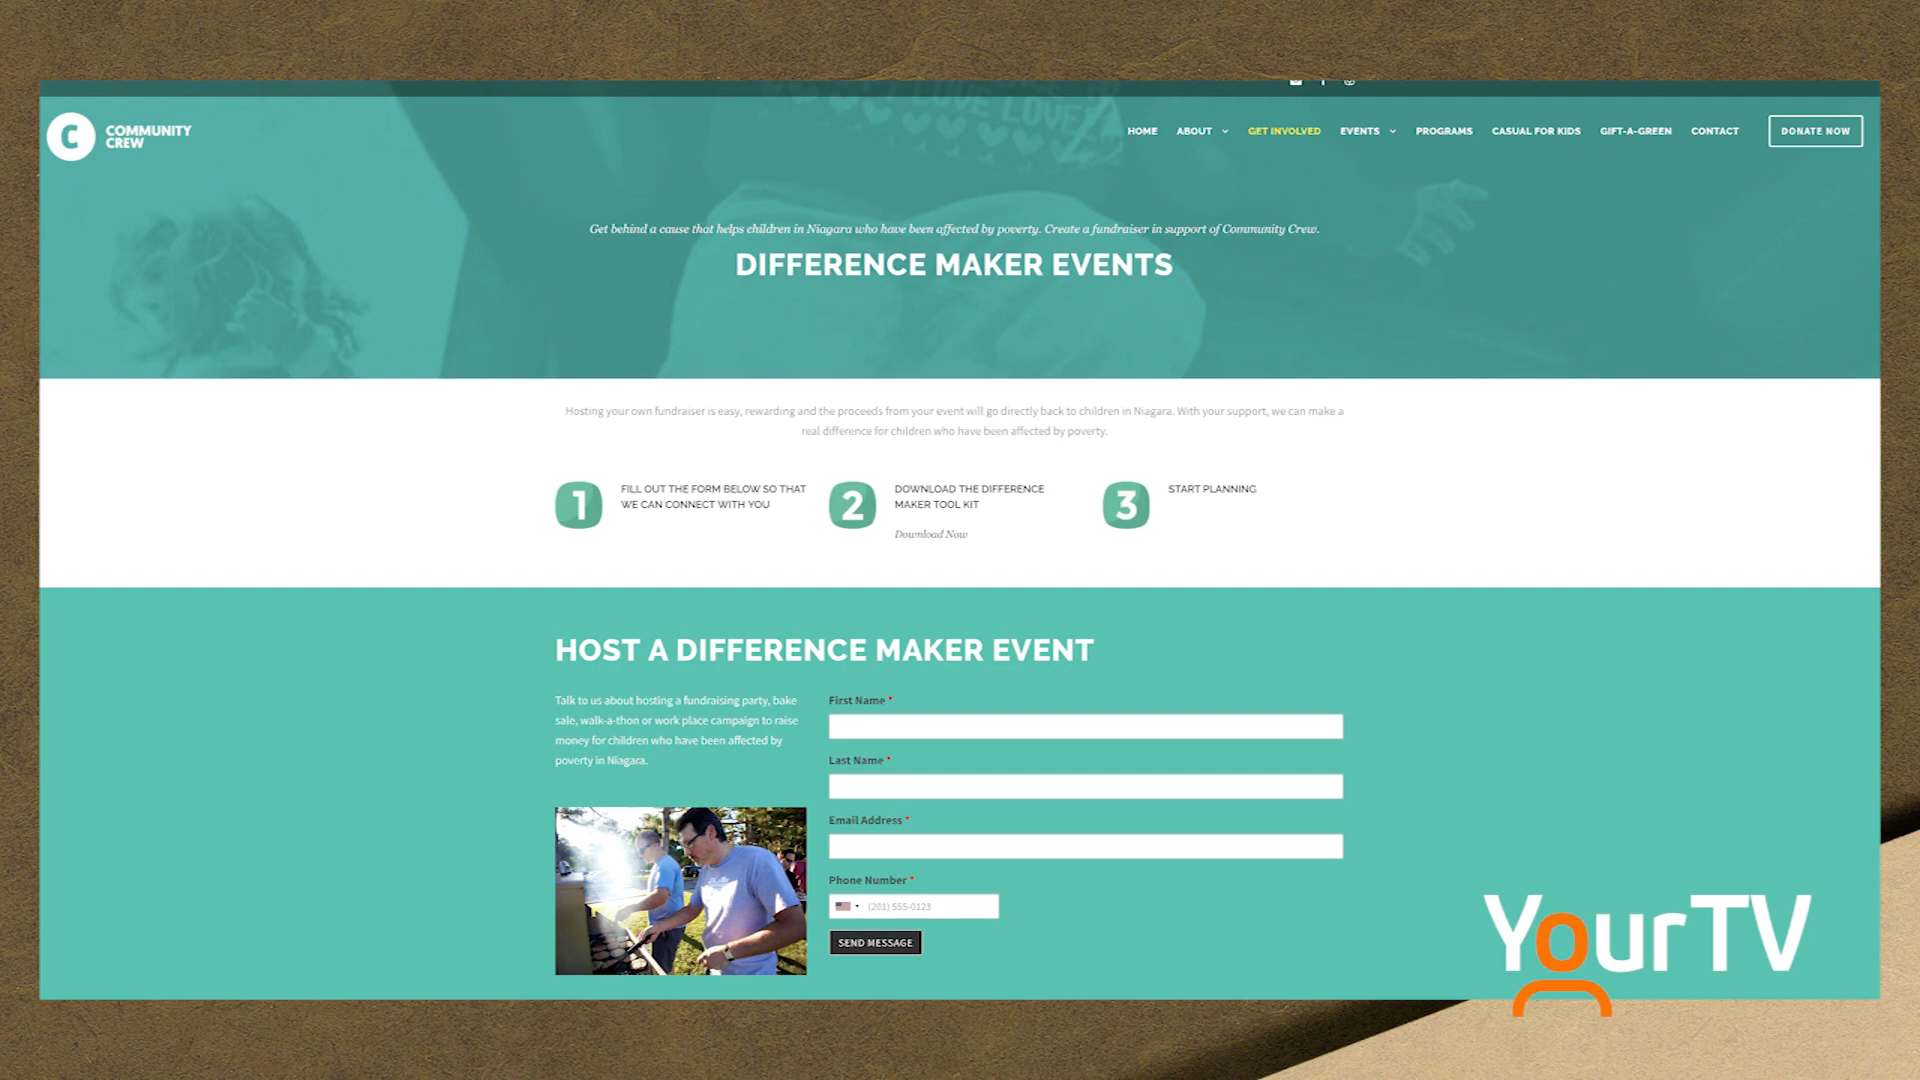 C
COMMUNITY
CREW
HOME ABOUT GET INVOLVED EVENTS PROGRAMS CASUAL FOR KIDS GIFT-A-GREEN CONTACT DONATE NOW
LOVE LOVE
Get behind a cause that helps children in Niagara who have been affected by poverty. Create a fundraiser in support of Community Crew.
DIFFERENCE MAKER EVENTS
Hosting your own fundraiser is easy, rewarding and the proceeds from your event will go directly back to children in Niagara. With your support, we can make a
real difference for children who have been affected by poverty.
1
FILL OUT THE FORM BELOW SO THAT
WE CAN CONNECT WITH YOU
2
DOWNLOAD THE DIFFERENCE
MAKER TOOL KIT
Download Now
3
START PLANNING
HOST A DIFFERENCE MAKER EVENT
Talk to us about hosting a fundraising party, bake
sale, walk-a-thon or work place campaign to raise
money for children who have been affected by
poverty in Niagara.
First Name *
Last Name *
Email Address *
Phone Number *
(201) 555-0123
SEND MESSAGE
YourTV